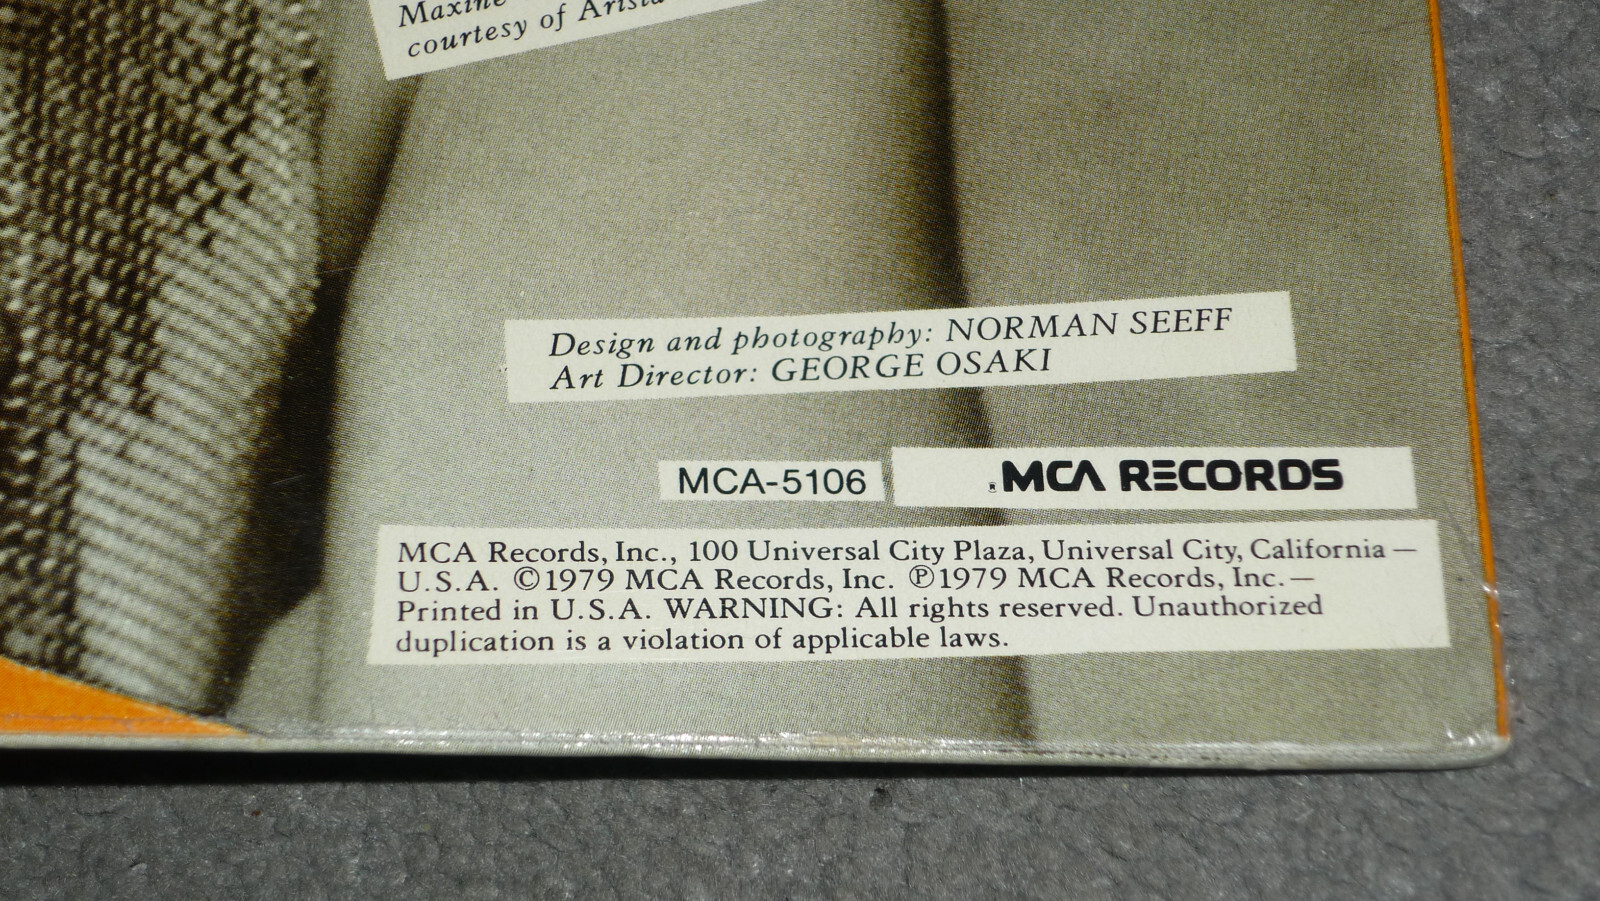 Maxine
courtesy of Arista
Design and photography: NORMAN SEEFF
Art Director: GEORGE OSAKI
MCA-5106
MCA RECORDS
MCA Records, Inc., 100 Universal City Plaza, Universal City, California —
U.S.A. ©1979 MCA Records, Inc. ℗1979 MCA Records, Inc.—
Printed in U.S.A. WARNING: All rights reserved. Unauthorized
duplication is a violation of applicable laws.